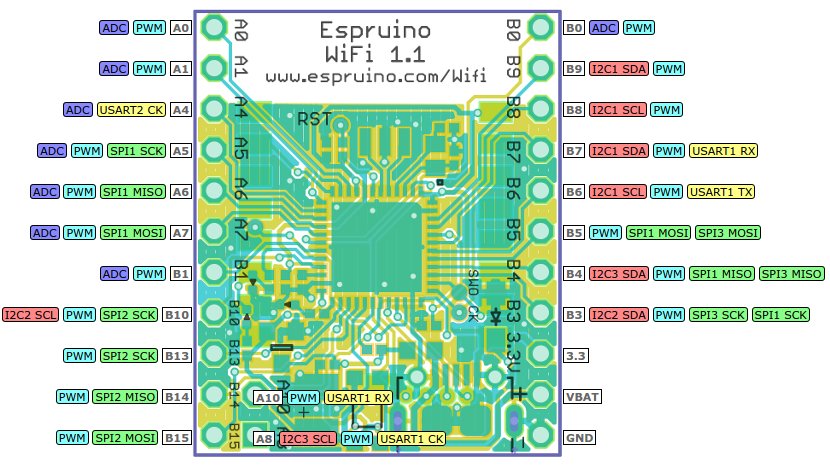 Espruino
WiFi 1.1
www.espruino.com/Wifi
ADC PWM A0 A0 B0 B0 ADC PWM
ADC PWM A1 A1 B9 B9 I2C1 SDA PWM
ADC USART2 CK A4 A4 RST B8 B8 I2C1 SCL PWM
ADC PWM SPI1 SCK A5 A5 B7 B7 I2C1 SDA PWM USART1 RX
ADC PWM SPI1 MISO A6 A6 B6 B6 I2C1 SCL PWM USART1 TX
ADC PWM SPI1 MOSI A7 A7 B5 B5 PWM SPI1 MOSI SPI3 MOSI
ADC PWM B1 B1 SWO CK B4 B4 I2C3 SDA PWM SPI1 MISO SPI3 MISO
I2C2 SCL PWM SPI2 SCK B10 B10 B3 B3 I2C2 SDA PWM SPI3 SCK SPI1 SCK
PWM SPI2 SCK B13 B13 3.3V 3.3
PWM SPI2 MISO B14 B14 A10 PWM USART1 RX + VBAT
PWM SPI2 MOSI B15 B15 A8 I2C3 SCL PWM USART1 CK GND